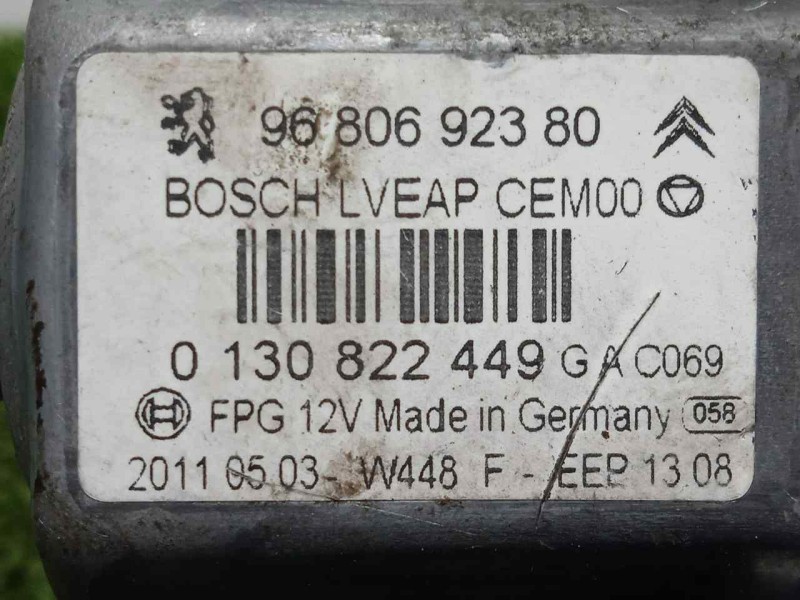 96 806 923 80
BOSCH LVEAP CEM00
0 130 822 449 G A C069
FPG 12V Made in Germany 058
2011 05 03- W448 F - EEP 13.08